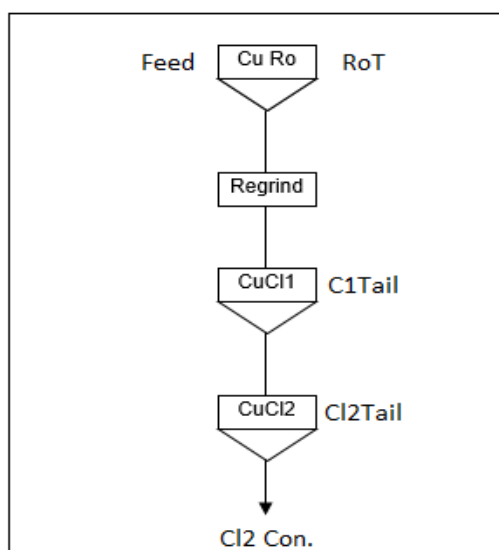 Feed Cu Ro RoT
Regrind
CuCl1 C1Tail
CuCl2 Cl2Tail
Cl2 Con.